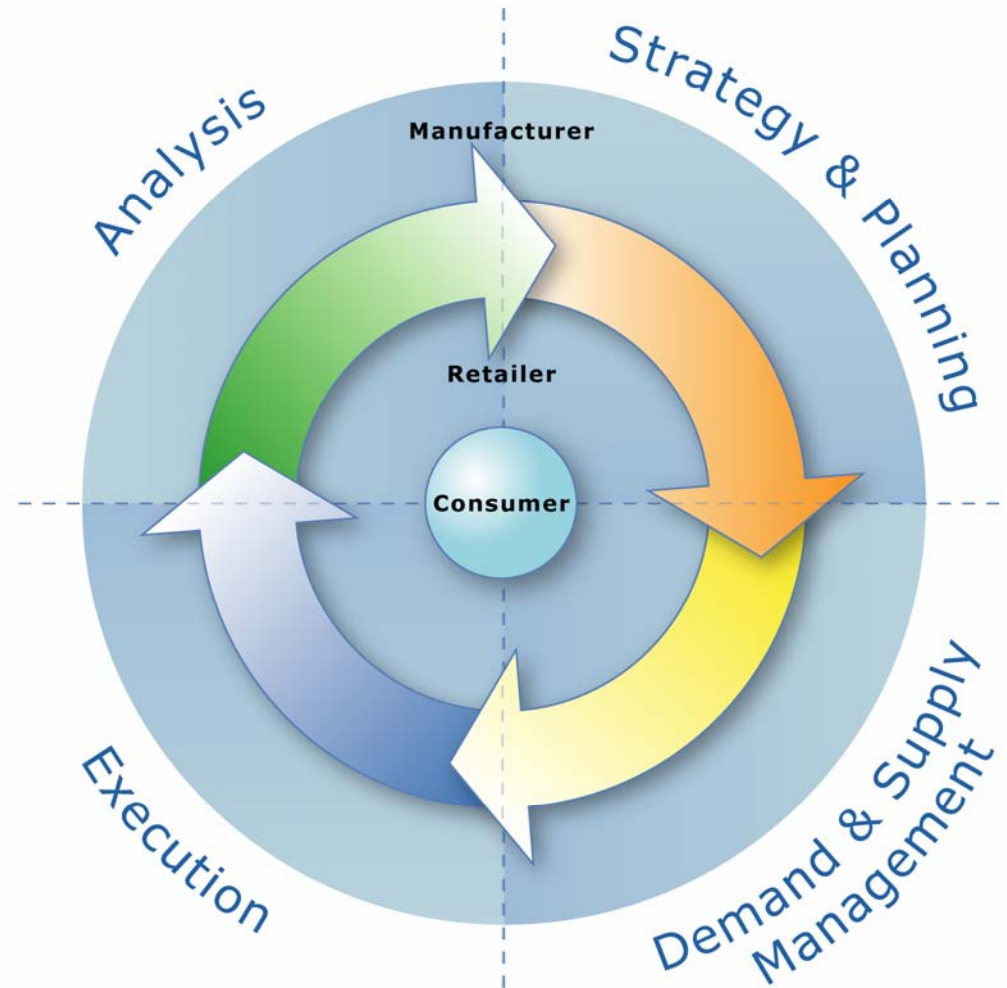 Analysis
Strategy & Planning
Manufacturer
Retailer
Consumer
Execution
Demand & Supply
Management